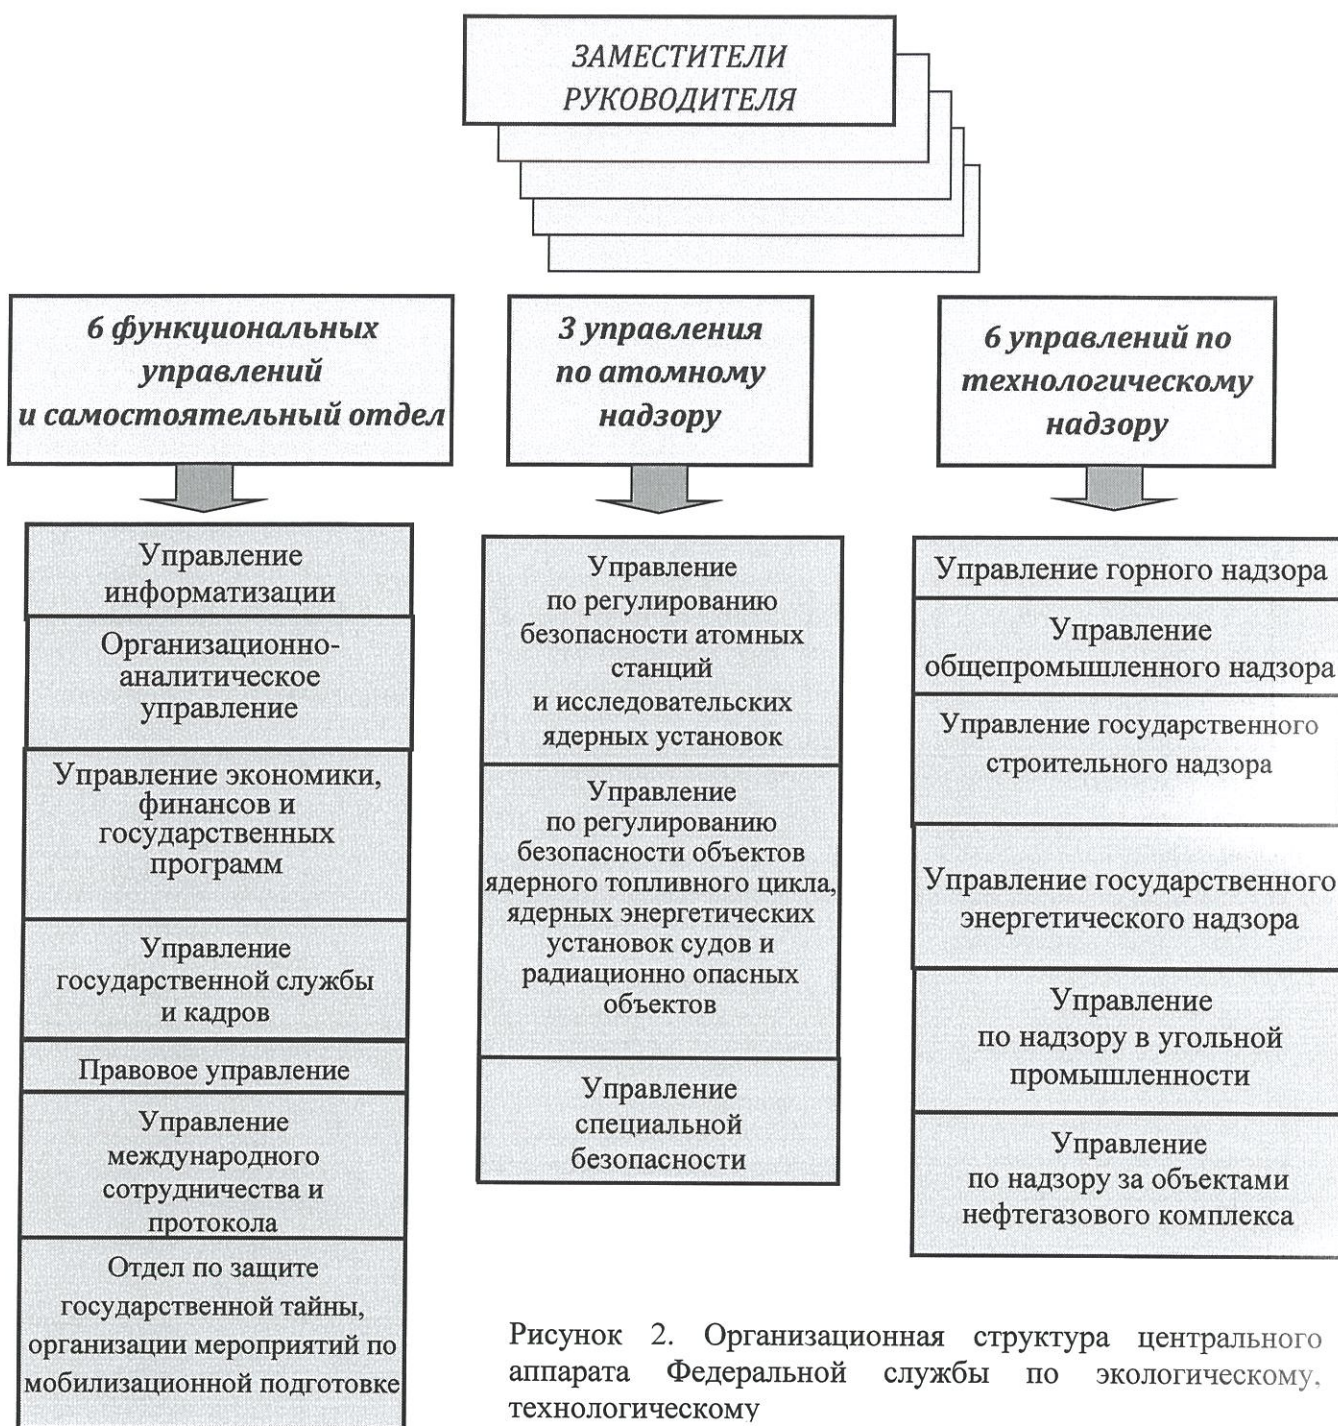 ЗАМЕСТИТЕЛИ
РУКОВОДИТЕЛЯ
6 функциональных
управлений
и самостоятельный отдел
Управление
информатизации
Организационно-
аналитическое
управление
Управление экономики,
финансов и
государственных
программ
Управление
государственной службы
и кадров
Правовое управление
Управление
международного
сотрудничества и
протокола
Отдел по защите
государственной тайны,
организации мероприятий по
мобилизационной подготовке
3 управления
по атомному
надзору
Управление
по регулированию
безопасности атомных
станций
и исследовательских
ядерных установок
Управление
по регулированию
безопасности объектов
ядерного топливного цикла,
ядерных энергетических
установок судов и
радиационно опасных
объектов
Управление
специальной
безопасности
6 управлений по
технологическому
надзору
Управление горного надзора
Управление
общепромышленного надзора
Управление государственного
строительного надзора
Управление государственного
энергетического надзора
Управление
по надзору в угольной
промышленности
Управление
по надзору за объектами
нефтегазового комплекса
Рисунок 2. Организационная структура центрального
аппарата Федеральной службы по экологическому,
технологическому